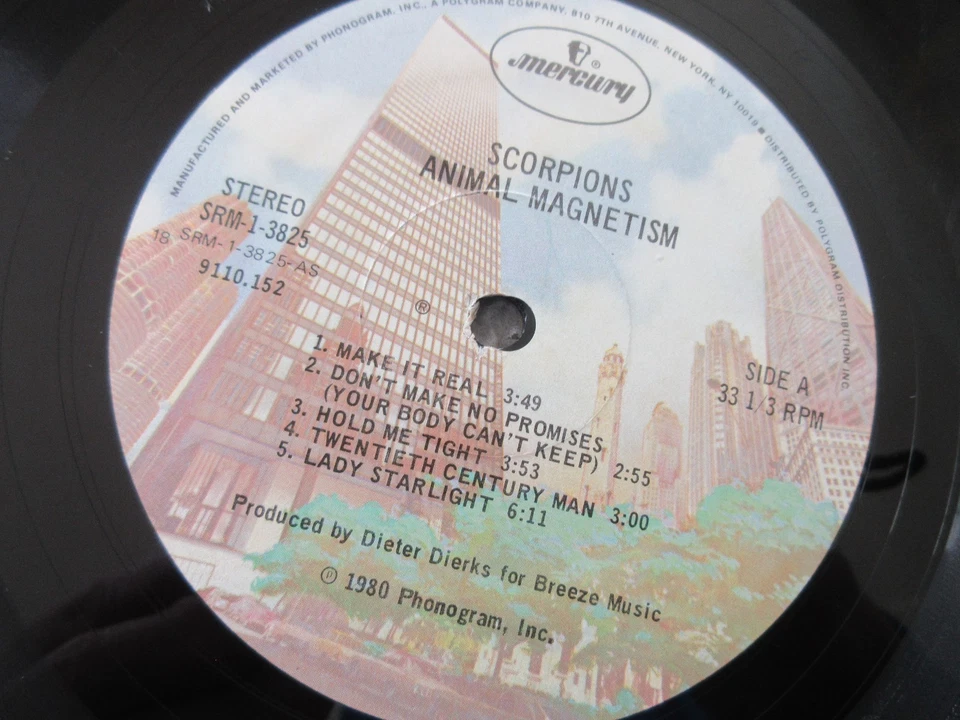 MANUFACTURED AND MARKETED BY PHONOGRAM, INC., A POLYGRAM COMPANY, 810 7TH AVENUE, NEW YORK, NY 10019 ■ DISTRIBUTED BY POLYGRAM DISTRIBUTION, INC.
mercury ®
SCORPIONS
ANIMAL MAGNETISM
STEREO
SRM-1-3825
18 SRM-1-3825-AS
9110.152
®
SIDE A
33 1/3 RPM
1. MAKE IT REAL 3:49
2. DON'T MAKE NO PROMISES
(YOUR BODY CAN'T KEEP) 2:55
3. HOLD ME TIGHT 3:53
4. TWENTIETH CENTURY MAN 3:00
5. LADY STARLIGHT 6:11
Produced by Dieter Dierks for Breeze Music
℗ 1980 Phonogram, Inc.